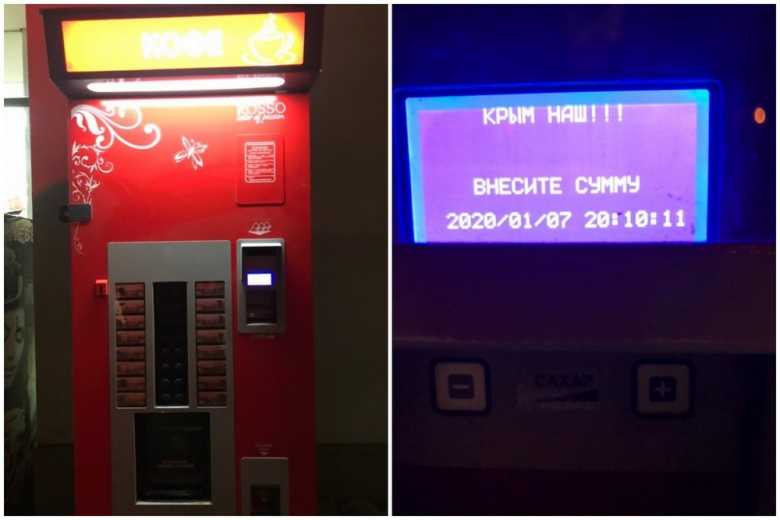 КОФЕ
ROSSO
КРЫМ НАШ!!!
ВНЕСИТЕ СУММУ
2020/01/07 20:10:11
САХАР